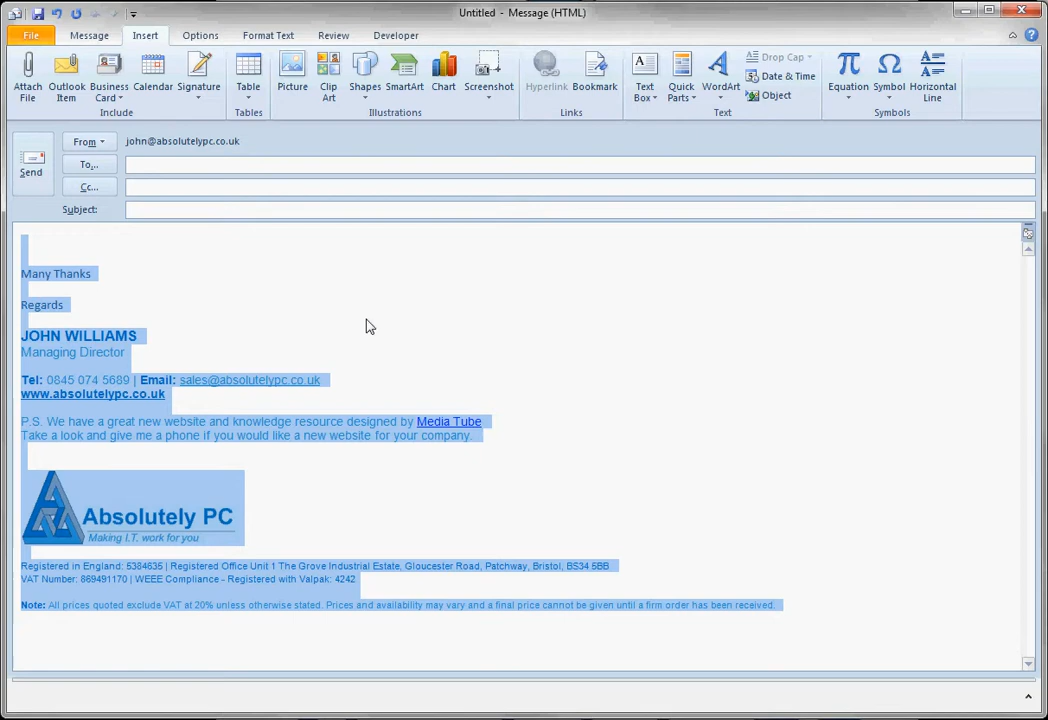 Untitled - Message (HTML)
File Message Insert Options Format Text Review Developer
Attach File
Outlook Item
Business Card
Calendar
Signature
Table
Picture
Clip Art
Shapes
SmartArt
Chart
Screenshot
Hyperlink
Bookmark
Text Box
Quick Parts
WordArt
Drop Cap
Date & Time
Object
Equation
Symbol
Horizontal Line
Include Tables Illustrations Links Text Symbols
Send
From john@absolutelypc.co.uk
To...
Cc...
Subject:
Many Thanks
Regards
JOHN WILLIAMS
Managing Director
Tel: 0845 074 5689 | Email: sales@absolutelypc.co.uk
www.absolutelypc.co.uk
P.S. We have a great new website and knowledge resource designed by Media Tube
Take a look and give me a phone if you would like a new website for your company.
Absolutely PC
Making I.T. work for you
Registered in England: 5384635 | Registered Office Unit 1 The Grove Industrial Estate, Gloucester Road, Patchway, Bristol, BS34 5BB
VAT Number: 869491170 | WEEE Compliance - Registered with Valpak: 4242
Note: All prices quoted exclude VAT at 20% unless otherwise stated. Prices and availability may vary and a final price cannot be given until a firm order has been received.